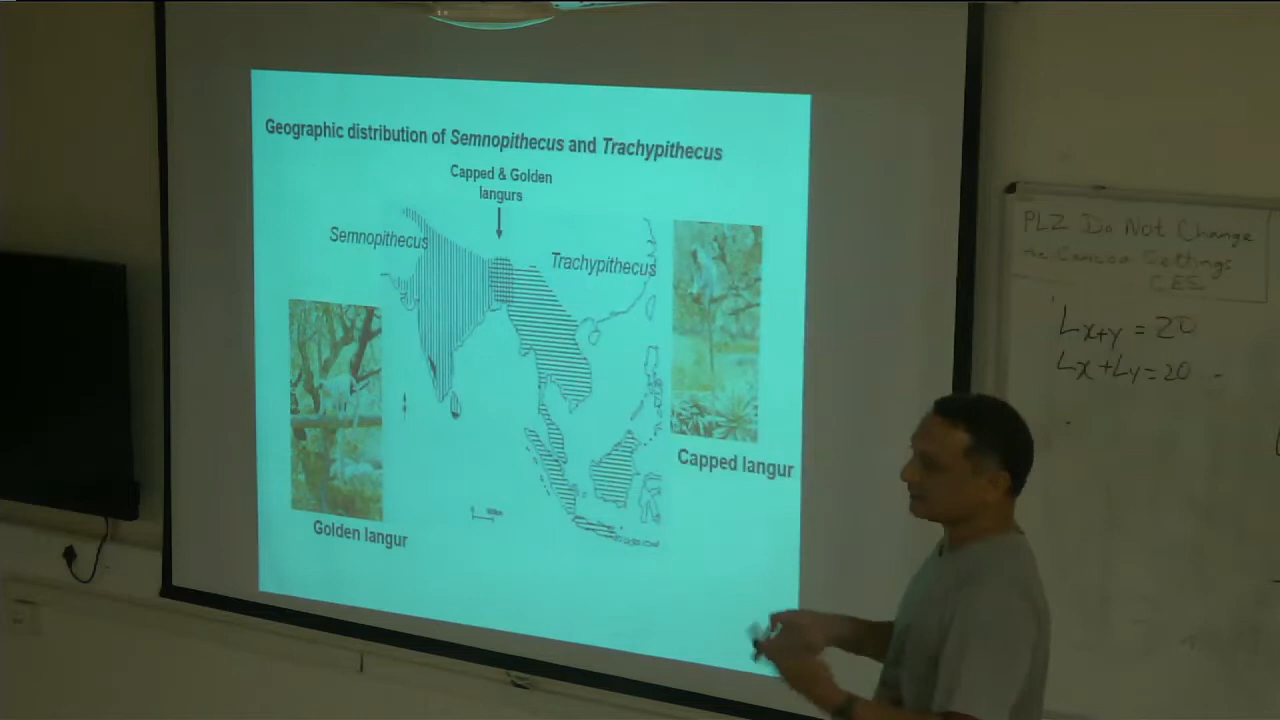 Geographic distribution of Semnopithecus and Trachypithecus
Capped & Golden
langurs
Semnopithecus
Trachypithecus
Capped langur
Golden langur
PLZ Do Not Change
Settings
CES
Lx+y = 20
Lx+Ly=20